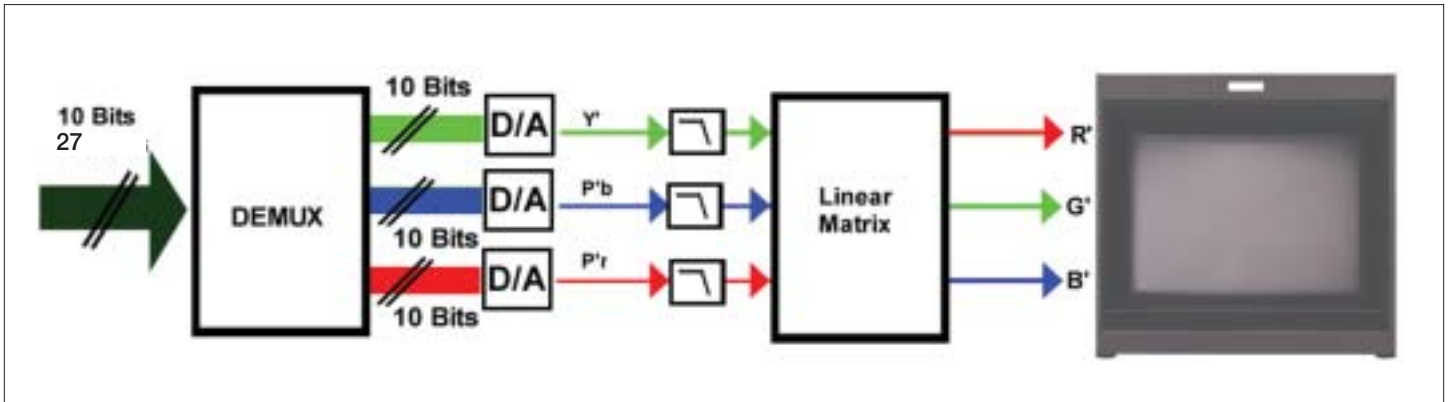 10 Bits
27
DEMUX
10 Bits
10 Bits
10 Bits
D/A
D/A
D/A
Y'
P'b
P'r
Linear
Matrix
R'
G'
B'